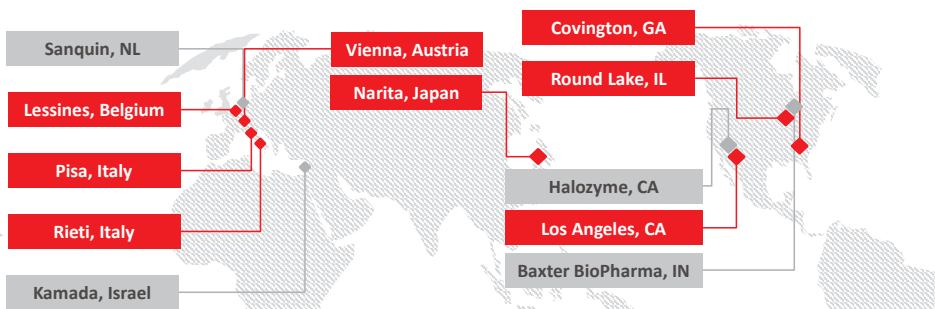 Sanquin, NL
Lessines, Belgium
Pisa, Italy
Rieti, Italy
Kamada, Israel
Vienna, Austria
Narita, Japan
Covington, GA
Round Lake, IL
Halozyme, CA
Los Angeles, CA
Baxter BioPharma, IN